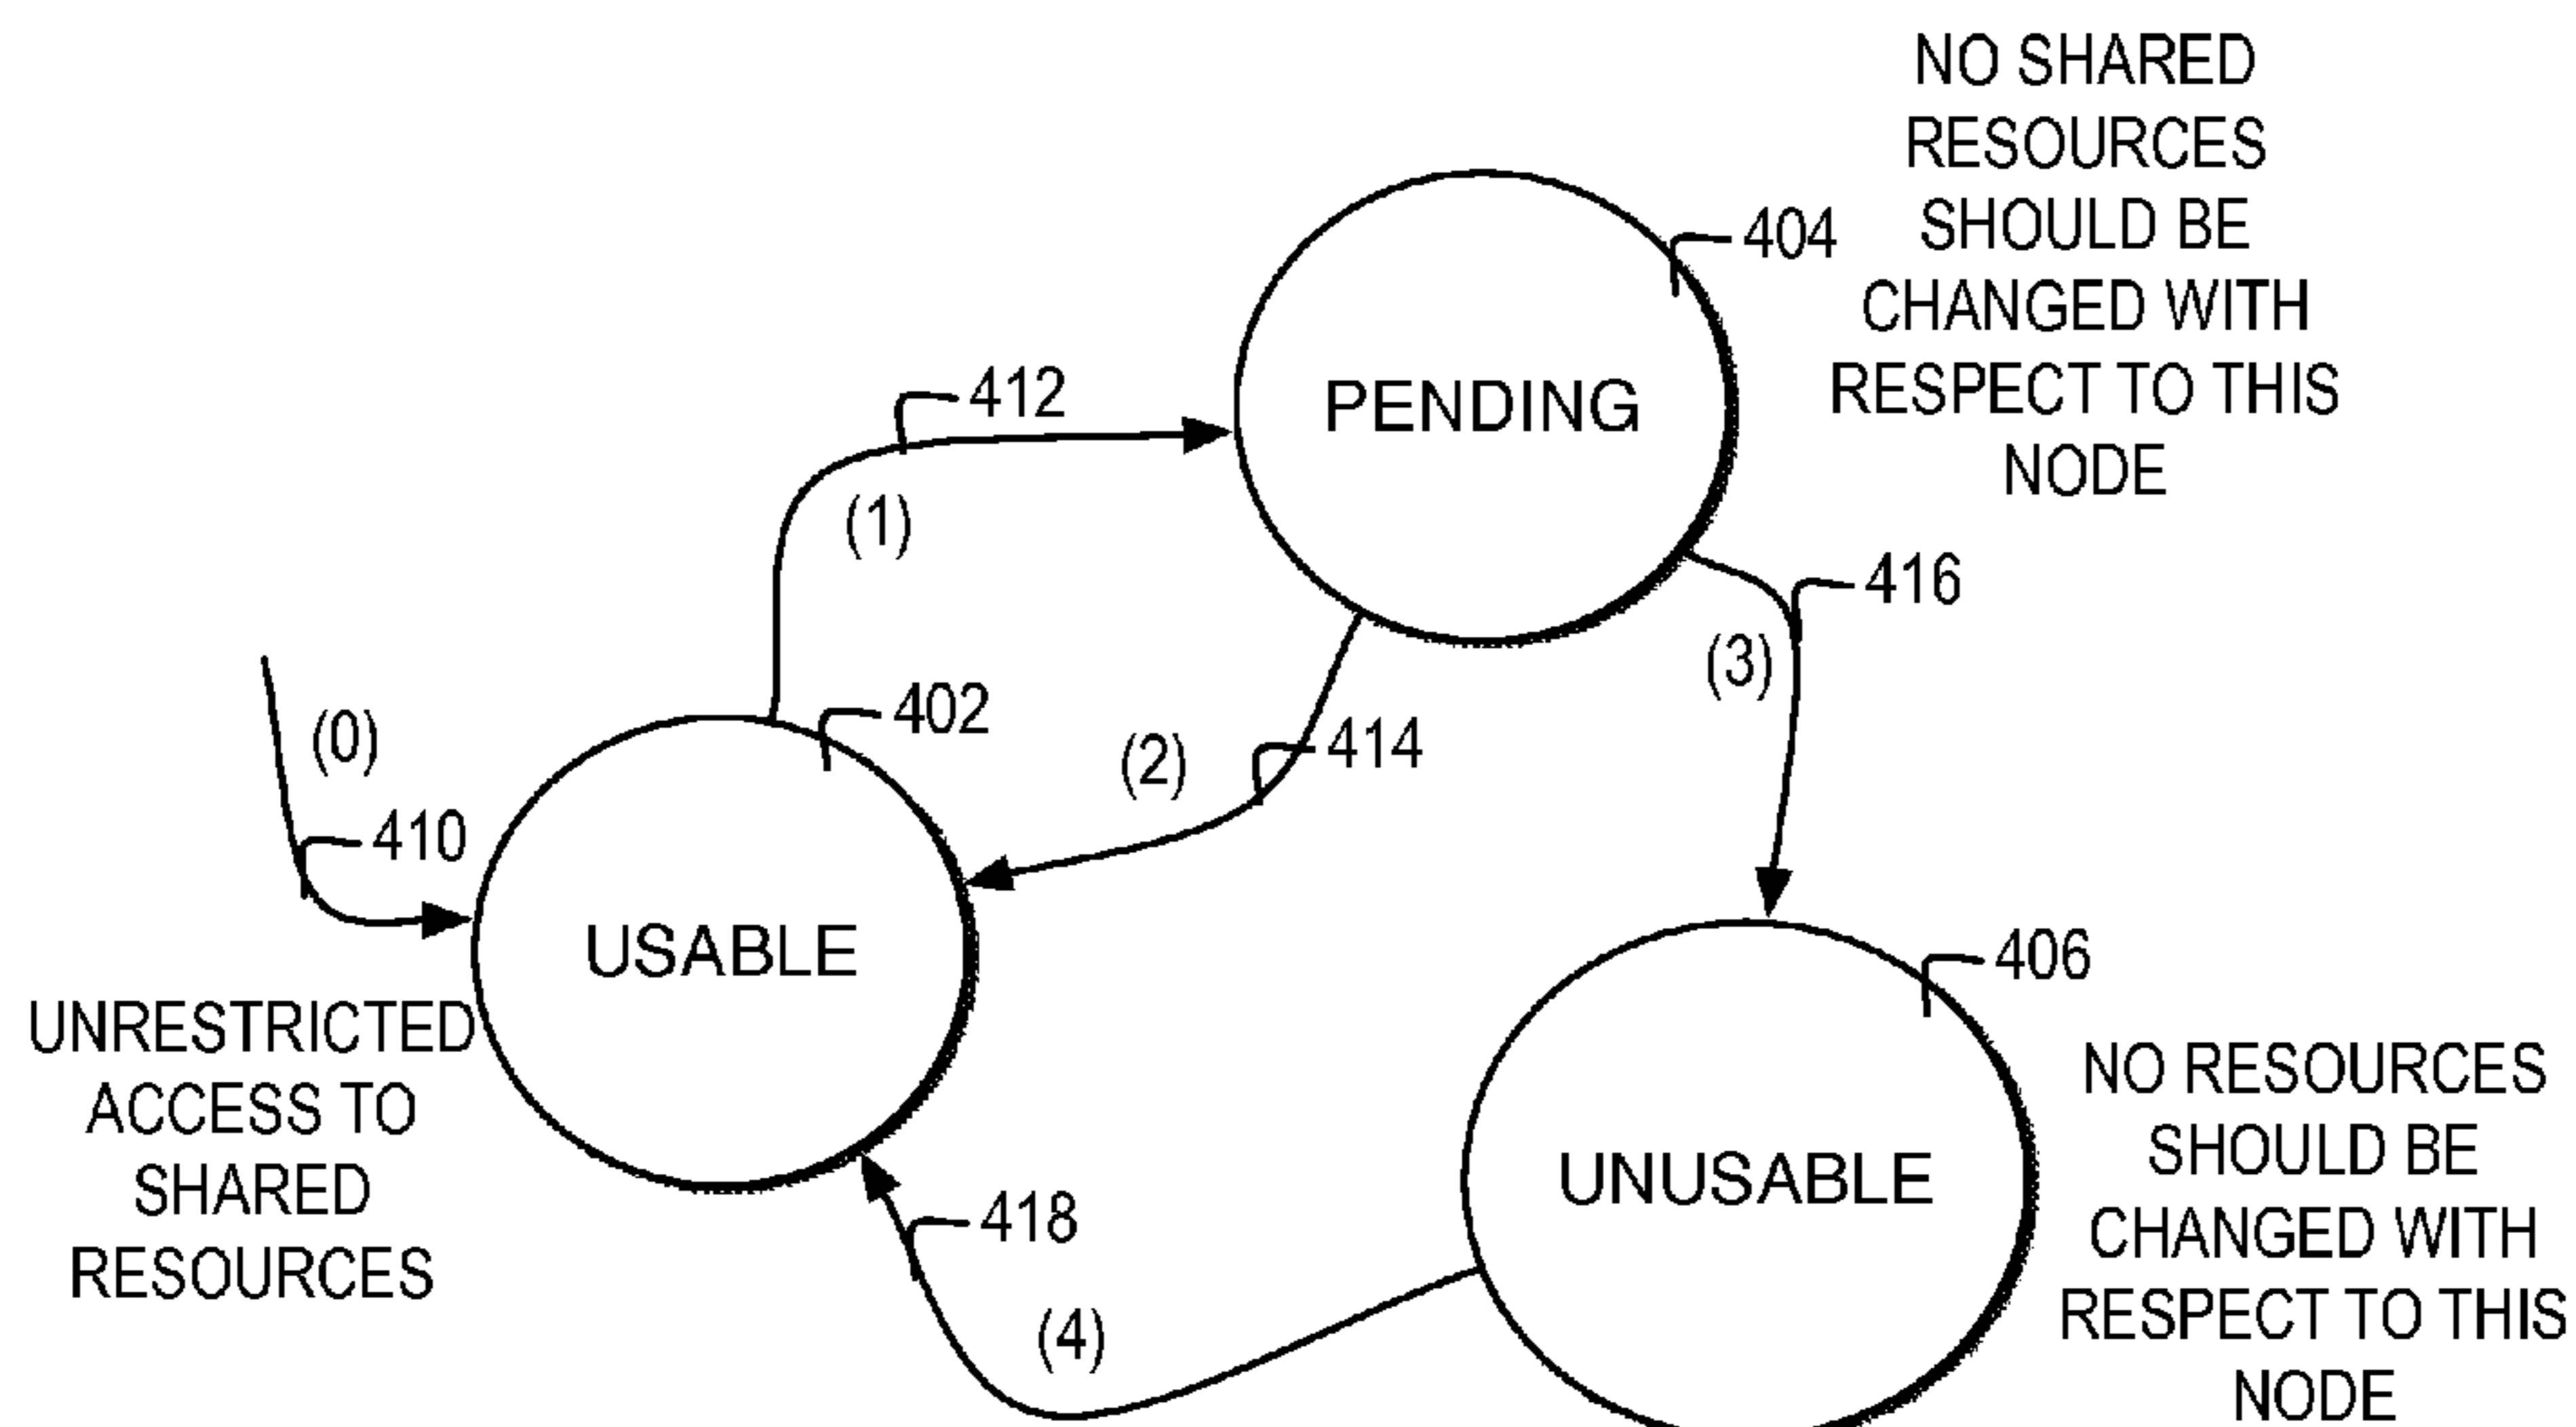 NO SHARED
RESOURCES
SHOULD BE
CHANGED WITH
RESPECT TO THIS
NODE
404
PENDING
412
(1)
416
(3)
(0)
410
402
(2)
414
USABLE
UNRESTRICTED
ACCESS TO
SHARED
RESOURCES
406
UNUSABLE
NO RESOURCES
SHOULD BE
CHANGED WITH
RESPECT TO THIS
NODE
418
(4)